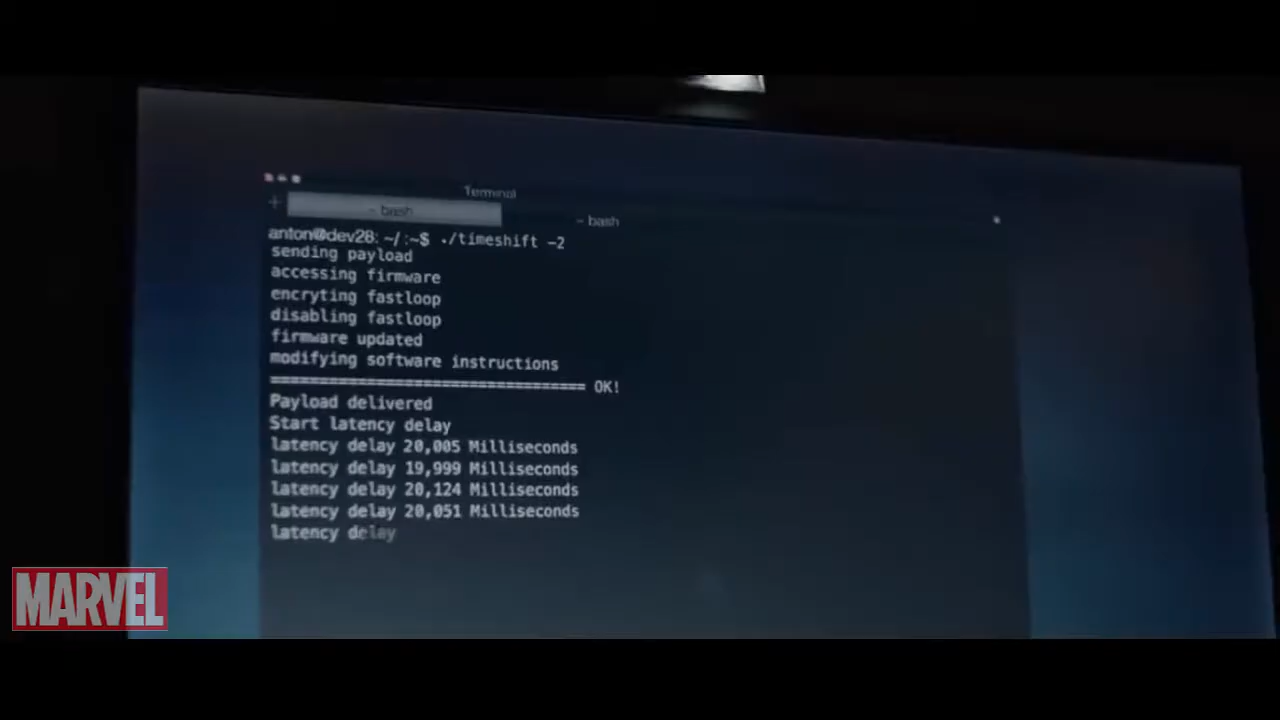 Terminal
~ bash
~ bash
anton@dev28: ~/ :~$ ./timeshift -2
sending payload
accessing firmware
encryting fastloop
disabling fastloop
firmware updated
modifying software instructions
================================= OK!
Payload delivered
Start latency delay
latency delay 20,005 Milliseconds
latency delay 19,999 Milliseconds
latency delay 20,124 Milliseconds
latency delay 20,051 Milliseconds
latency delay
MARVEL